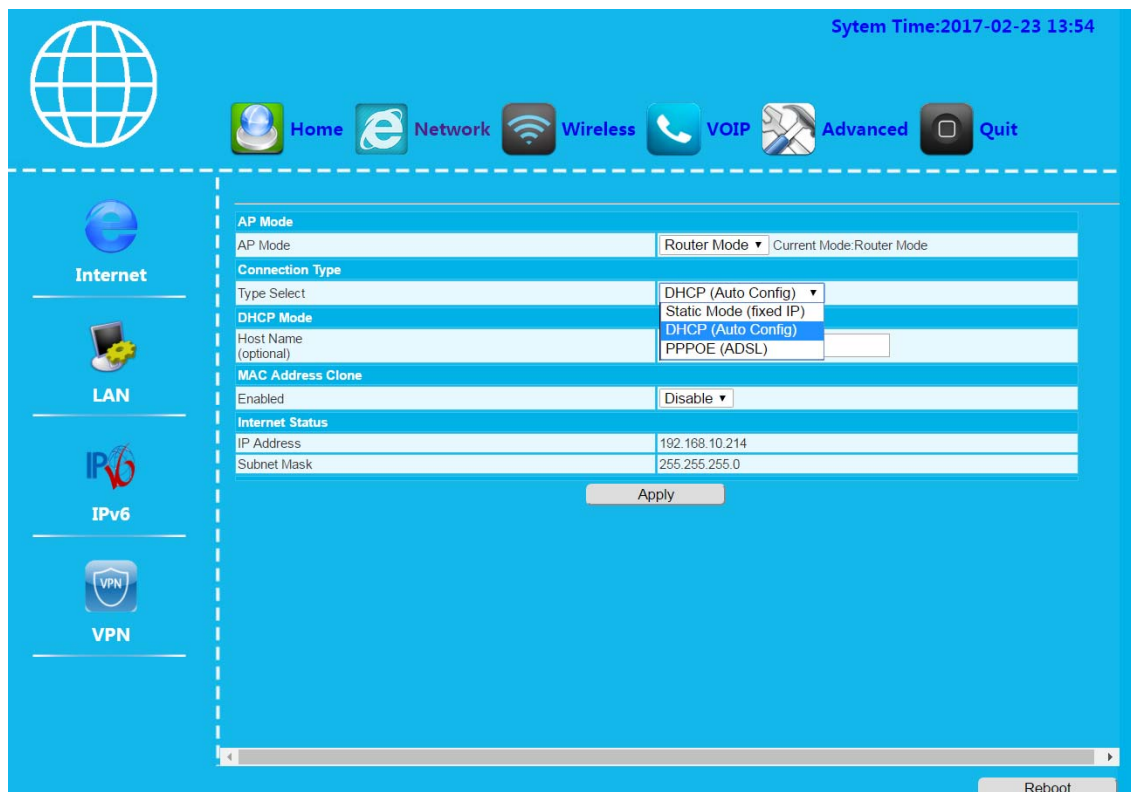 Sytem Time:2017-02-23 13:54
Home Network Wireless VOIP Advanced Quit
Internet
LAN
IPv6
IPv6
VPN
VPN
AP Mode
AP Mode Router Mode Current Mode:Router Mode
Connection Type
Type Select DHCP (Auto Config)
Static Mode (fixed IP)
DHCP (Auto Config)
PPPOE (ADSL)
DHCP Mode
Host Name
(optional)
MAC Address Clone
Enabled Disable
Internet Status
IP Address 192.168.10.214
Subnet Mask 255.255.255.0
Apply
Reboot